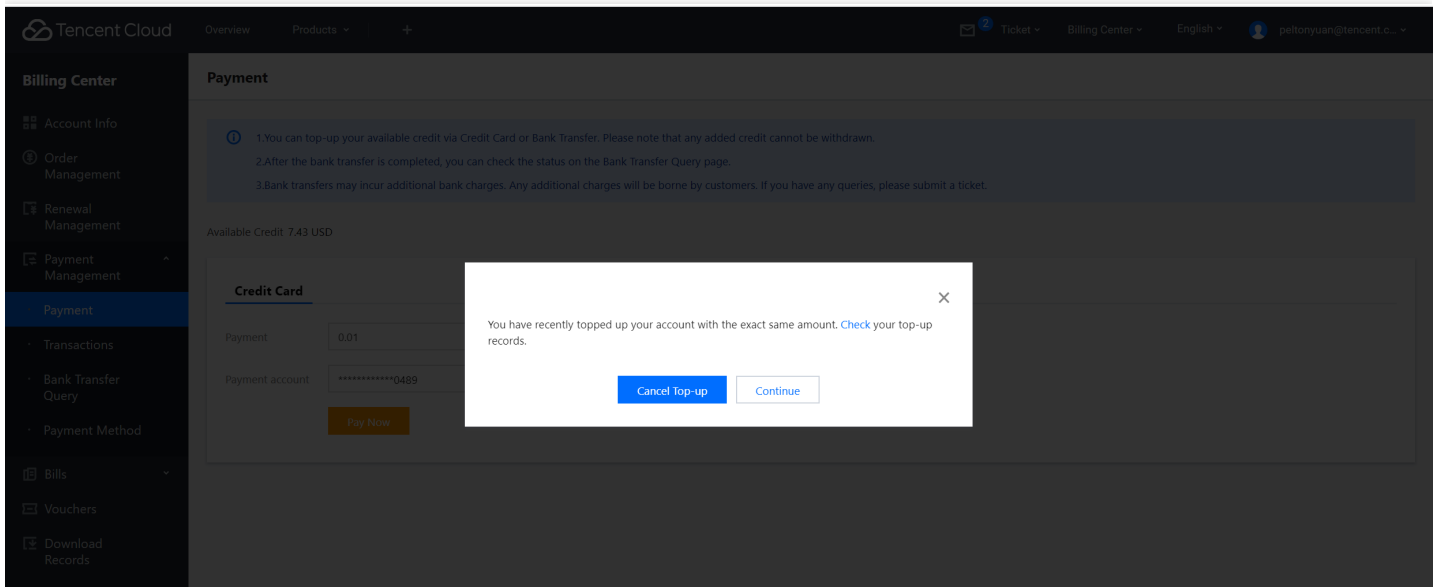 Tencent Cloud
Overview
Products
2
Ticket
Billing Center
English
peltonyuan@tencent.c...
Billing Center
Account Info
Order
Management
Renewal
Management
Payment
Management
Payment
Transactions
Bank Transfer
Query
Payment Method
Bills
Vouchers
Download
Records
Payment
1.You can top-up your available credit via Credit Card or Bank Transfer. Please note that any added credit cannot be withdrawn.
2.After the bank transfer is completed, you can check the status on the Bank Transfer Query page.
3.Bank transfers may incur additional bank charges. Any additional charges will be borne by customers. If you have any queries, please submit a ticket.
Available Credit 7.43 USD
Credit Card
Payment
0.01
Payment account
************0489
Pay Now
You have recently topped up your account with the exact same amount. Check your top-up
records.
Cancel Top-up
Continue